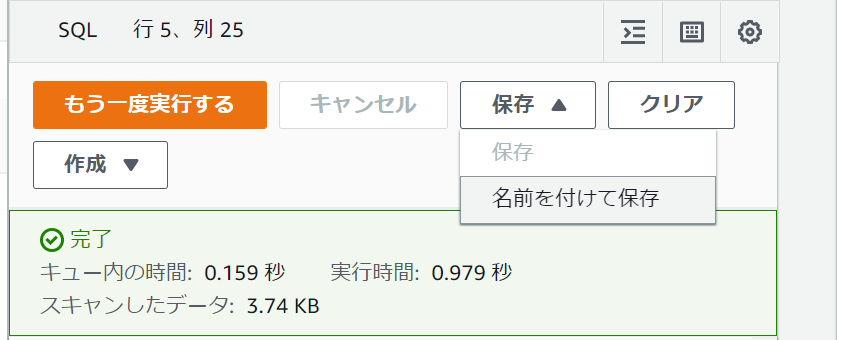 SQL 行 5、列 25
もう一度実行する キャンセル 保存 ▲ クリア
保存
名前を付けて保存
作成 ▼
完了
キュー内の時間: 0.159 秒 実行時間: 0.979 秒
スキャンしたデータ: 3.74 KB